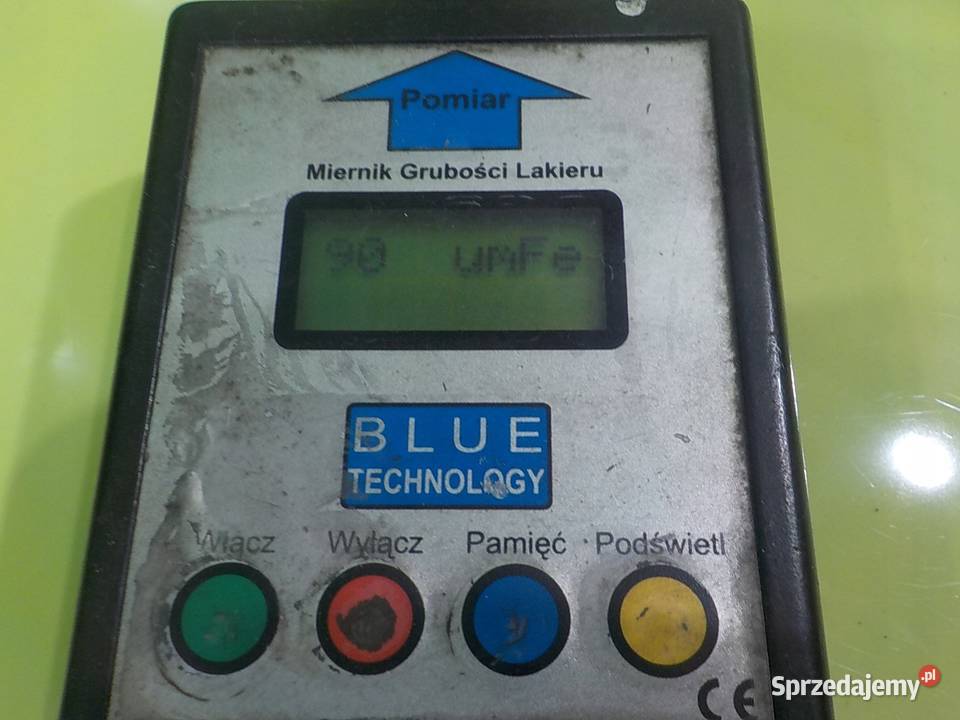 Pomiar
Miernik Grubości Lakieru
90 umFe
BLUE
TECHNOLOGY
Włącz Wyłącz Pamięć Podświetl
CE
Sprzedajemy.pl